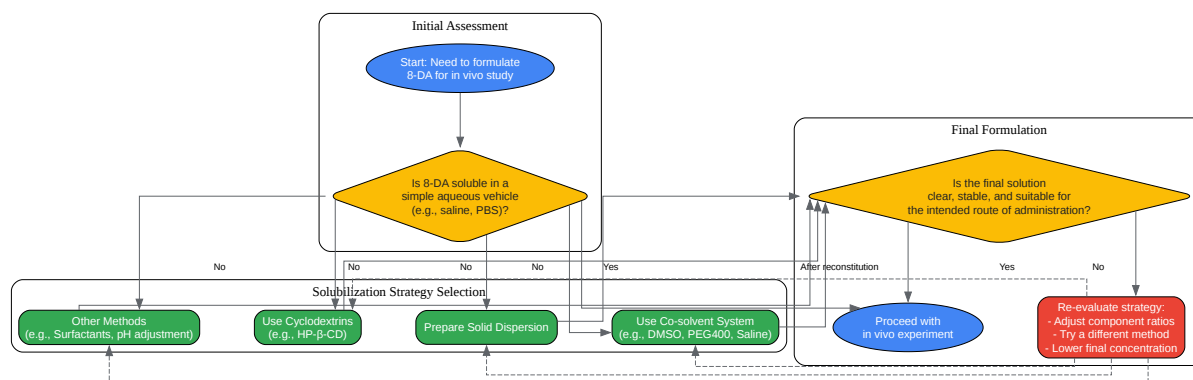 Initial Assessment
Start: Need to formulate
8-DA for in vivo study
Is 8-DA soluble in a
simple aqueous vehicle
(e.g., saline, PBS)?
Final Formulation
Is the final solution
clear, stable, and suitable for
the intended route of administration?
No
No
No
No
Yes
After reconstitution
Yes
No
Solubilization Strategy Selection
Other Methods
(e.g., Surfactants, pH adjustment)
Use Cyclodextrins
(e.g., HP-β-CD)
Prepare Solid Dispersion
Use Co-solvent System
(e.g., DMSO, PEG400, Saline)
Proceed with
in vivo experiment
Re-evaluate strategy:
- Adjust component ratios
- Try a different method
- Lower final concentration